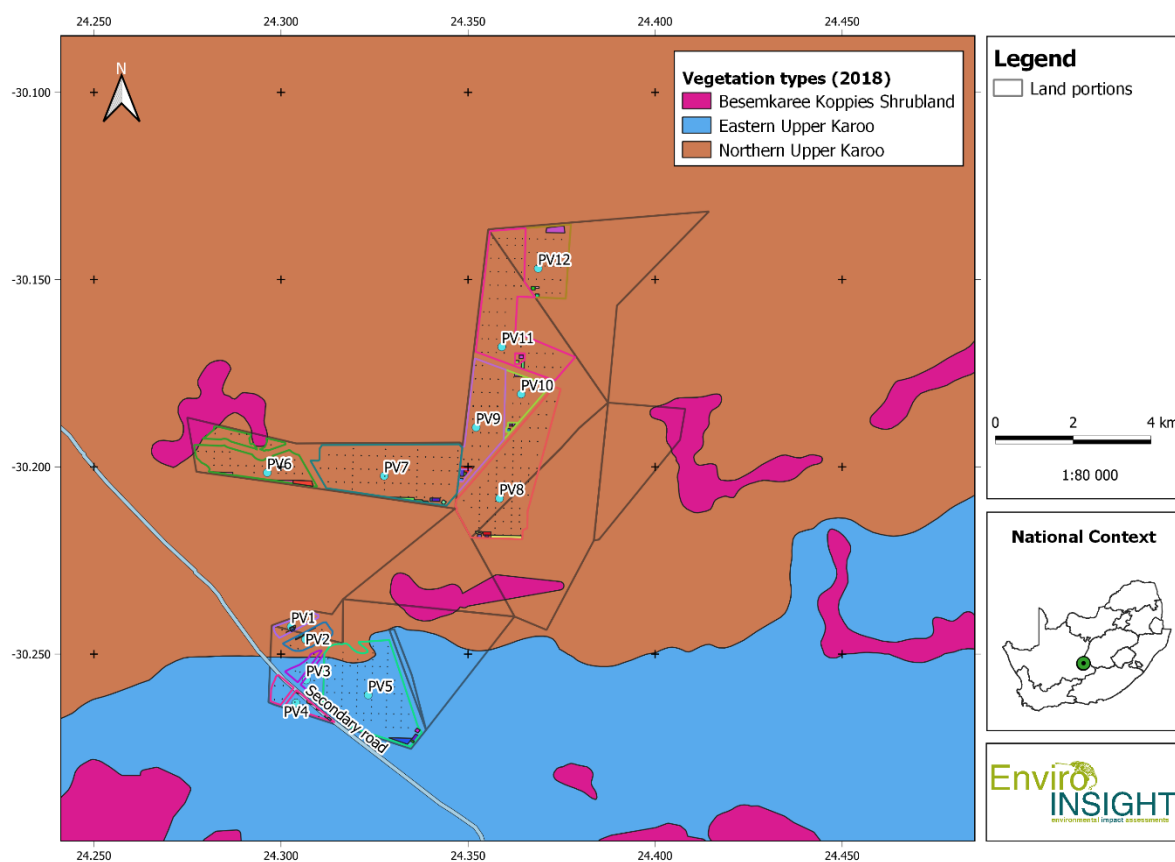 24.250 24.300 24.350 24.400 24.450
N
-30.100
-30.150
-30.200
-30.250
Vegetation types (2018)
Besemkaree Koppies Shrubland
Eastern Upper Karoo
Northern Upper Karoo
PV12
PV11
PV10
PV9
PV6
PV7
PV8
PV1
PV2
PV3
PV5
PV4
Secondary road
24.250 24.300 24.350 24.400 24.450
Legend
Land portions
0 2 4 km
1:80 000
National Context
Enviro
INSIGHT
environmental impact assessments